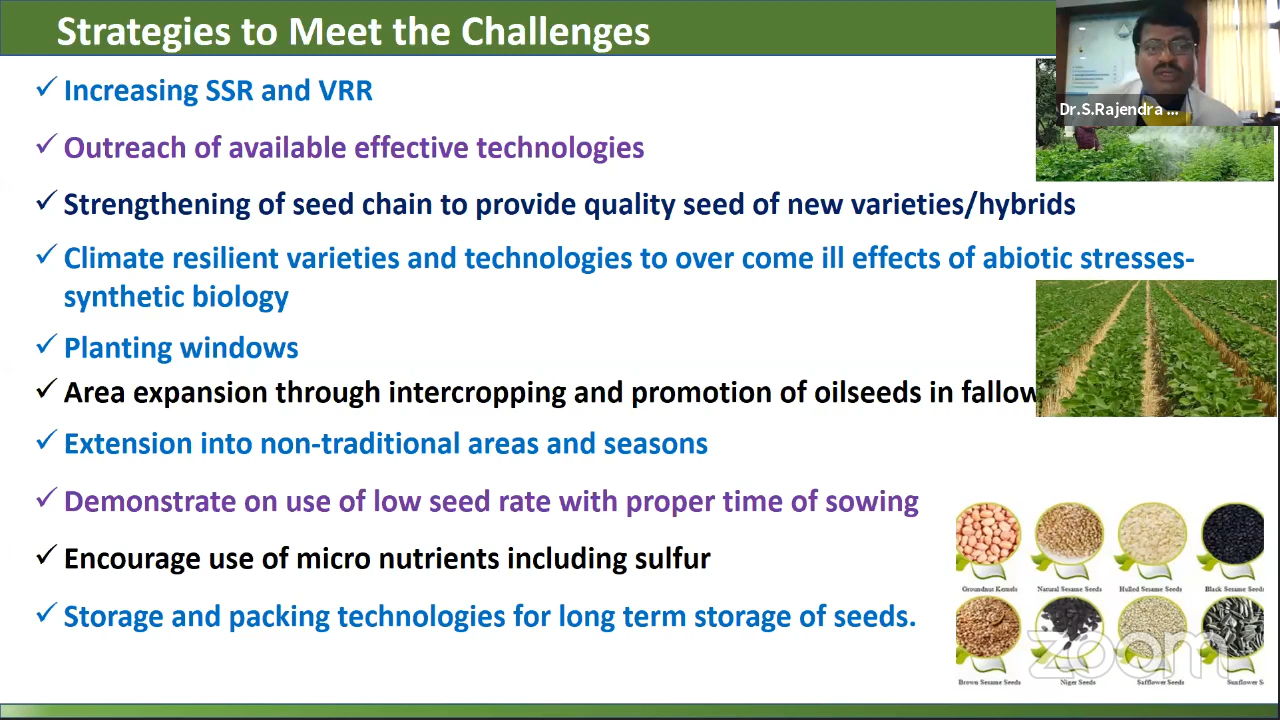 Strategies to Meet the Challenges
Dr.S.Rajendra ...
✓ Increasing SSR and VRR
✓ Outreach of available effective technologies
✓ Strengthening of seed chain to provide quality seed of new varieties/hybrids
✓ Climate resilient varieties and technologies to over come ill effects of abiotic stresses-
synthetic biology
✓ Planting windows
✓ Area expansion through intercropping and promotion of oilseeds in fallow
✓ Extension into non-traditional areas and seasons
✓ Demonstrate on use of low seed rate with proper time of sowing
✓ Encourage use of micro nutrients including sulfur
✓ Storage and packing technologies for long term storage of seeds.
Groundnut Kernels Natural Sesame Seeds Hulled Sesame Seeds Black Sesame Seeds
Brown Sesame Seeds Niger Seeds Safflower Seeds Sunflower S
zoom